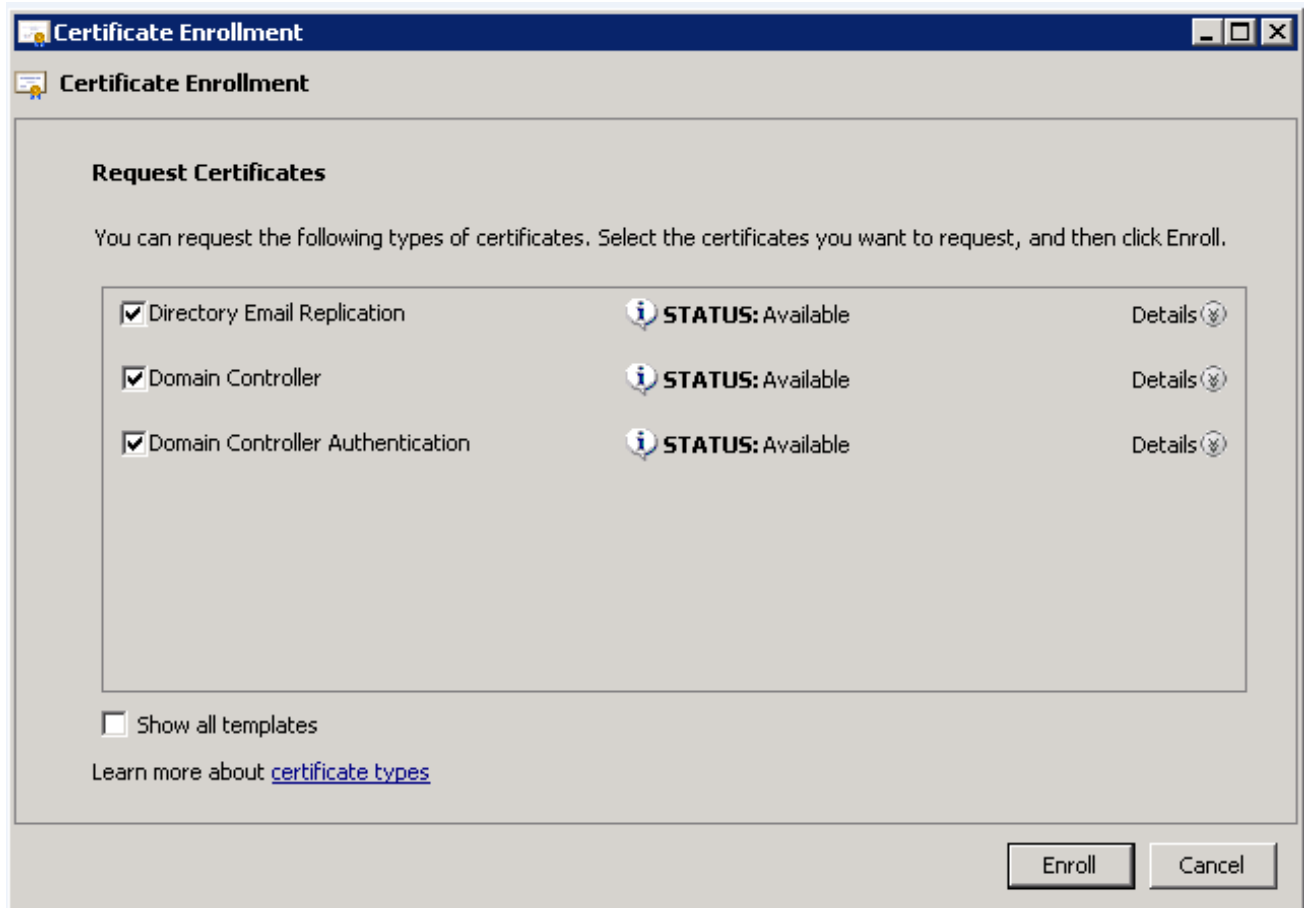 Certificate Enrollment
Certificate Enrollment
Request Certificates
You can request the following types of certificates. Select the certificates you want to request, and then click Enroll.
Directory Email Replication STATUS: Available Details
Domain Controller STATUS: Available Details
Domain Controller Authentication STATUS: Available Details
Show all templates
Learn more about certificate types
Enroll Cancel